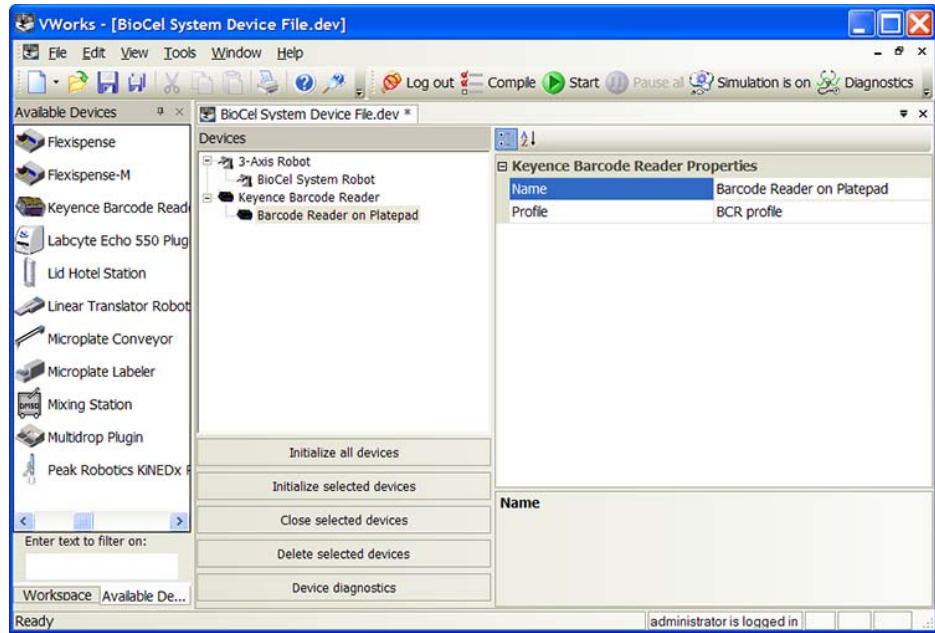 VWorks - [BioCel System Device File.dev]
File Edit View Tools Window Help
Log out Compile Start Pause all Simulation is on Diagnostics
Available Devices
Flexispense
Flexispense-M
Keyence Barcode Read
Labcyte Echo 550 Plug
Lid Hotel Station
Linear Translator Robot
Microplate Conveyor
Microplate Labeler
DMSO
Mixing Station
Multidrop Plugin
Peak Robotics KiNEDx
Enter text to filter on:
Workspace Available De...
BioCel System Device File.dev *
Devices
3-Axis Robot
BioCel System Robot
Keyence Barcode Reader
Barcode Reader on Platepad
Initialize all devices
Initialize selected devices
Close selected devices
Delete selected devices
Device diagnostics
Keyence Barcode Reader Properties
Name Barcode Reader on Platepad
Profile BCR profile
Name
Ready administrator is logged in